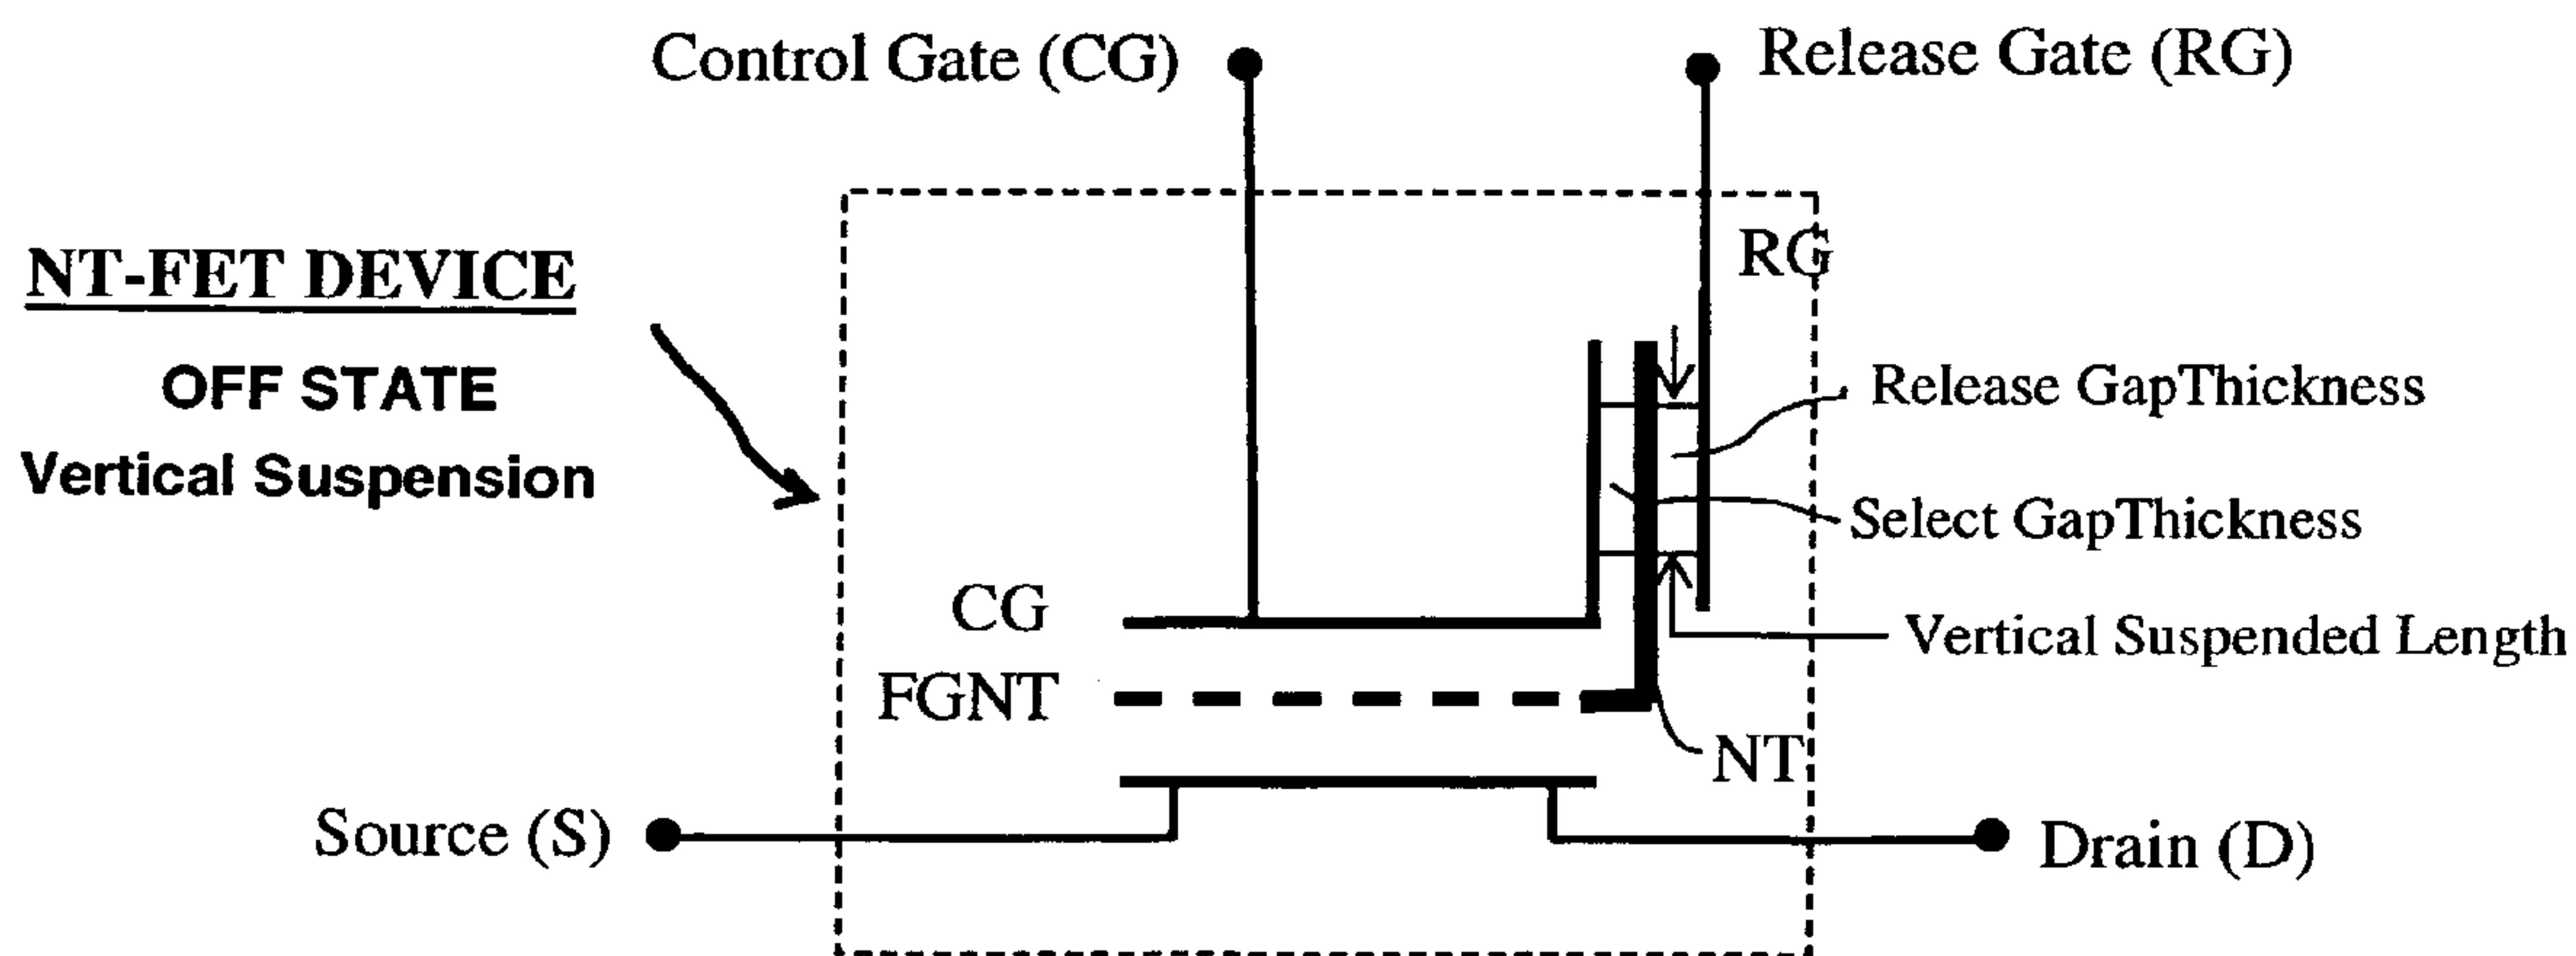 Control Gate (CG)
Release Gate (RG)
RG
NT-FET DEVICE
OFF STATE
Vertical Suspension
Release GapThickness
Select GapThickness
CG
Vertical Suspended Length
FGNT
NT
Source (S)
Drain (D)